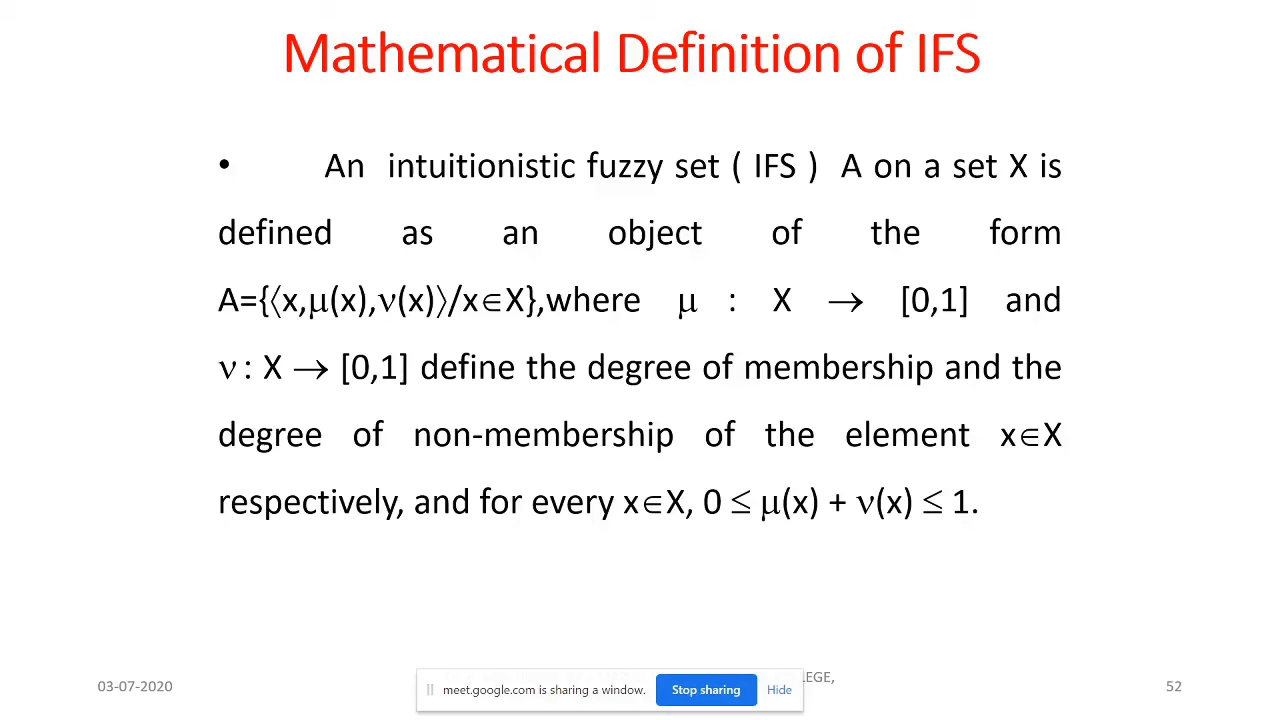 Mathematical Definition of IFS
• An intuitionistic fuzzy set ( IFS ) A on a set X is
defined as an object of the form
A={⟨x,μ(x),ν(x)⟩/x∈X},where μ : X → [0,1] and
ν : X → [0,1] define the degree of membership and the
degree of non-membership of the element x∈X
respectively, and for every x∈X, 0 ≤ μ(x) + ν(x) ≤ 1.
03-07-2020
meet.google.com is sharing a window. Stop sharing Hide
52